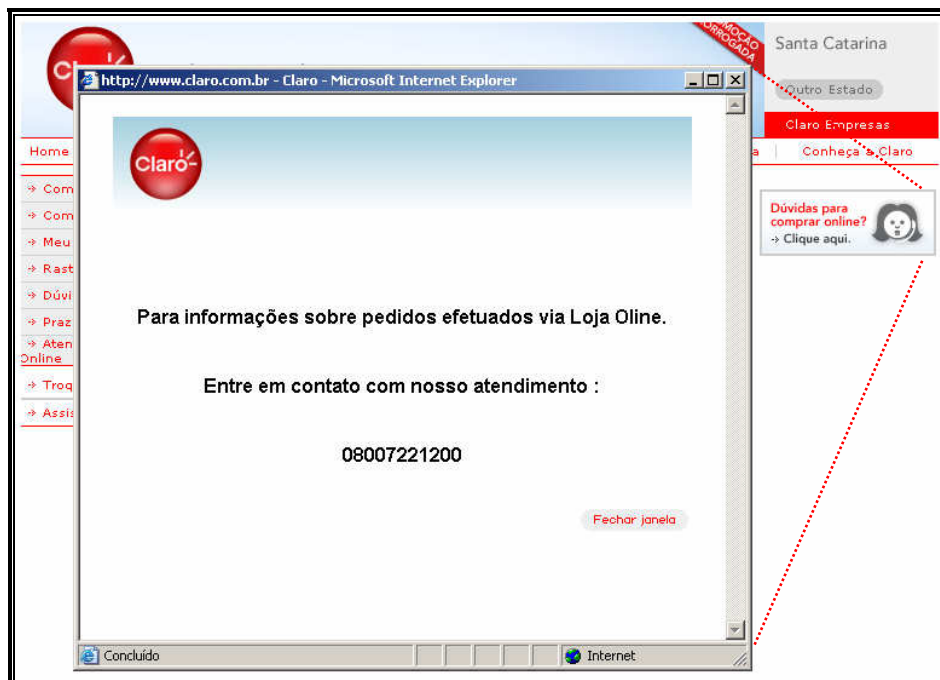 PROMOÇÃO
PRORROGADA
Santa Catarina
Outro Estado
Claro Empresas
Home
Conheça a Claro
http://www.claro.com.br - Claro - Microsoft Internet Explorer
Claro
Dúvidas para
comprar online?
Clique aqui.
Com
Com
Meu
Rast
Dúvi
Praz
Aten
Online
Troq
Assis
Para informações sobre pedidos efetuados via Loja Oline.
Entre em contato com nosso atendimento :
08007221200
Fechar janela
Concluído
Internet